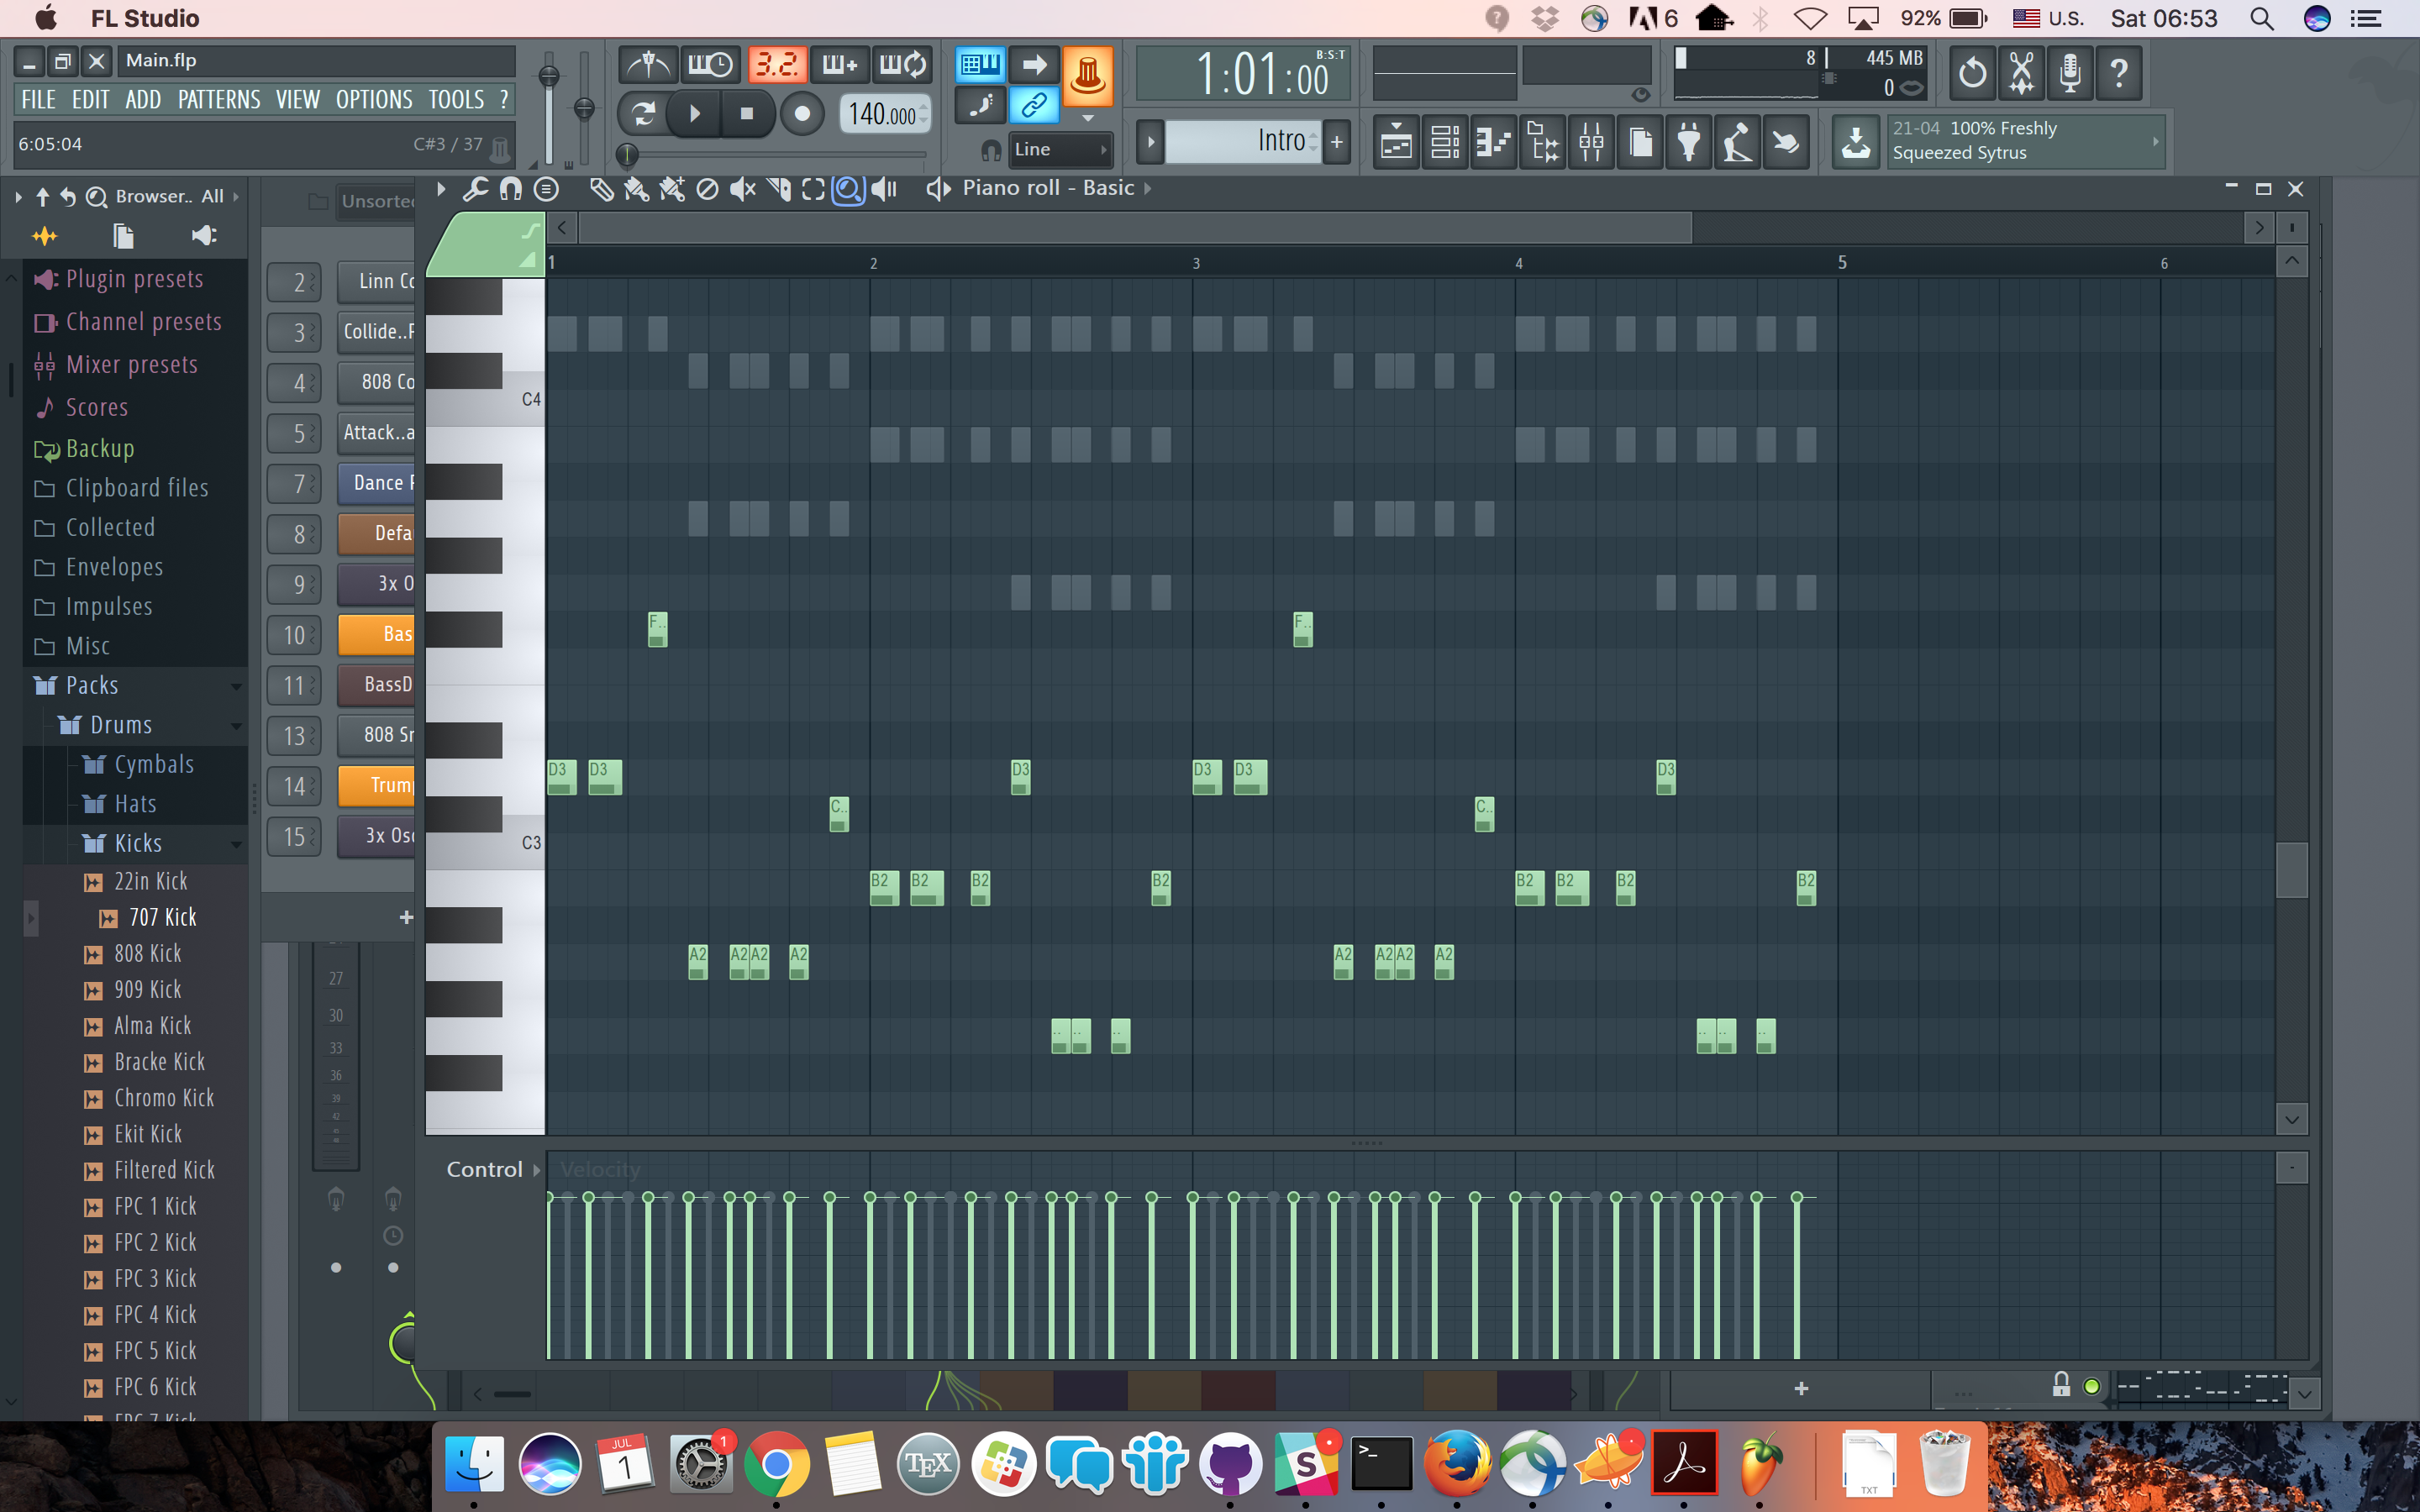 FL Studio
6
92%
U.S.
Sat 06:53
Main.flp
FILE EDIT ADD PATTERNS VIEW OPTIONS TOOLS ?
6:05:04
C#3 / 37
3.2.
140.000
Line
1:01:00
B:S:T
Intro
+
8
445 MB
0
?
21-04 100% Freshly
Squeezed Sytrus
Browser.. All
Plugin presets
Channel presets
Mixer presets
Scores
Backup
Clipboard files
Collected
Envelopes
Impulses
Misc
Packs
Drums
Cymbals
Hats
Kicks
22in Kick
707 Kick
808 Kick
909 Kick
Alma Kick
Bracke Kick
Chromo Kick
Ekit Kick
Filtered Kick
FPC 1 Kick
FPC 2 Kick
FPC 3 Kick
FPC 4 Kick
FPC 5 Kick
FPC 6 Kick
FPC 7 Kick
Unsorted
2 Linn Co
3 Collide..F
4 808 Co
5 Attack..a
7 Dance
8 Defa
9 3x O
10 Bas
11 BassD
13 808 Sn
14 Trum
15 3x Osc
+
27
30
33
36
39
42
Piano roll - Basic
1 2 3 4 5 6
C4
F.. F..
D3 D3 D3 D3 D3 D3
C.. C..
C3
B2 B2 B2 B2 B2 B2 B2 B2
A2 A2 A2 A2 A2 A2 A2 A2
Control
Velocity
+
...
JUL
1
1
TEX
S
>_
TXT